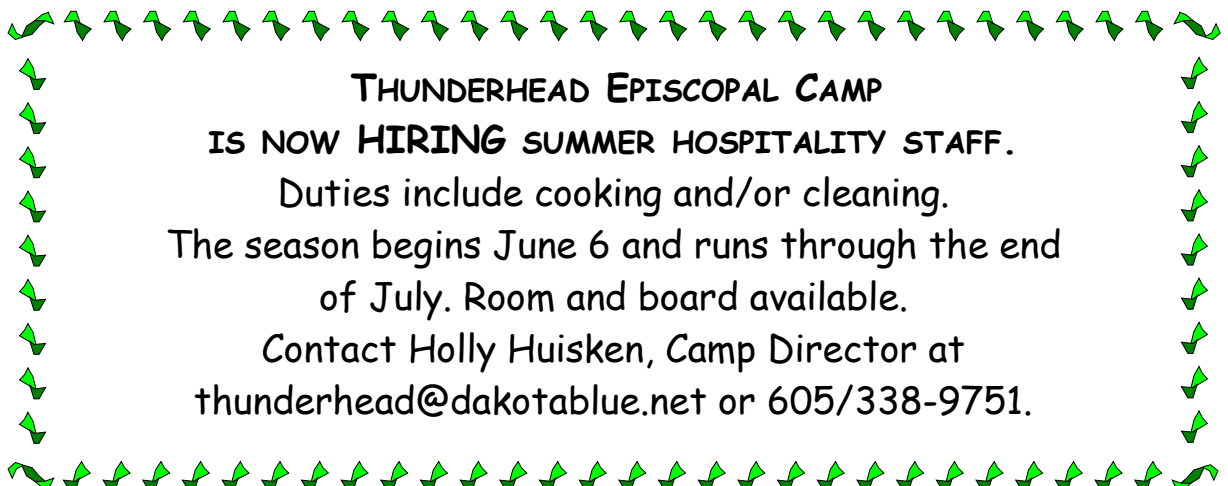 THUNDERHEAD EPISCOPAL CAMP
IS NOW HIRING SUMMER HOSPITALITY STAFF.
Duties include cooking and/or cleaning.
The season begins June 6 and runs through the end
of July. Room and board available.
Contact Holly Huisken, Camp Director at
thunderhead@dakotablue.net or 605/338-9751.